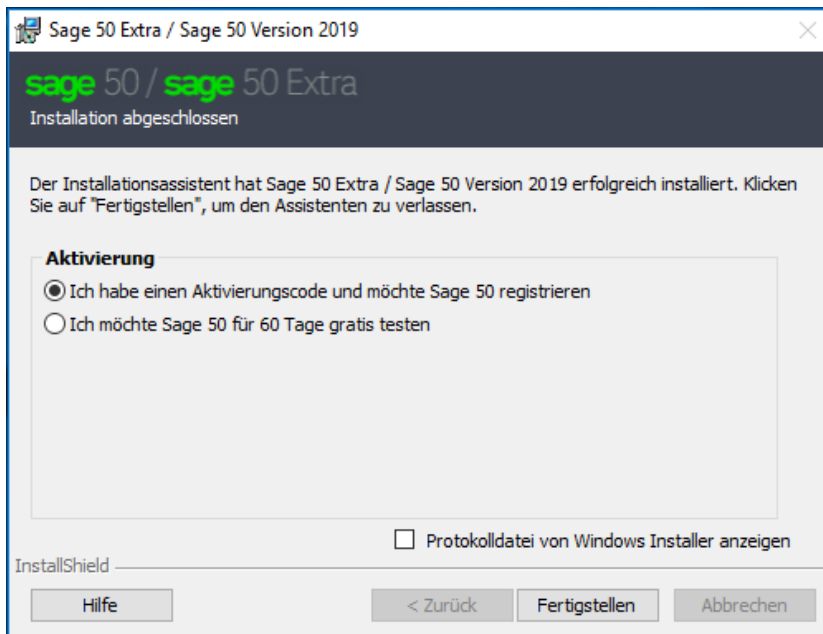 Sage 50 Extra / Sage 50 Version 2019
sage 50 / sage 50 Extra
Installation abgeschlossen
Der Installationsassistent hat Sage 50 Extra / Sage 50 Version 2019 erfolgreich installiert. Klicken
Sie auf "Fertigstellen", um den Assistenten zu verlassen.
Aktivierung
Ich habe einen Aktivierungscode und möchte Sage 50 registrieren
Ich möchte Sage 50 für 60 Tage gratis testen
Protokolldatei von Windows Installer anzeigen
InstallShield
Hilfe < Zurück Fertigstellen Abbrechen